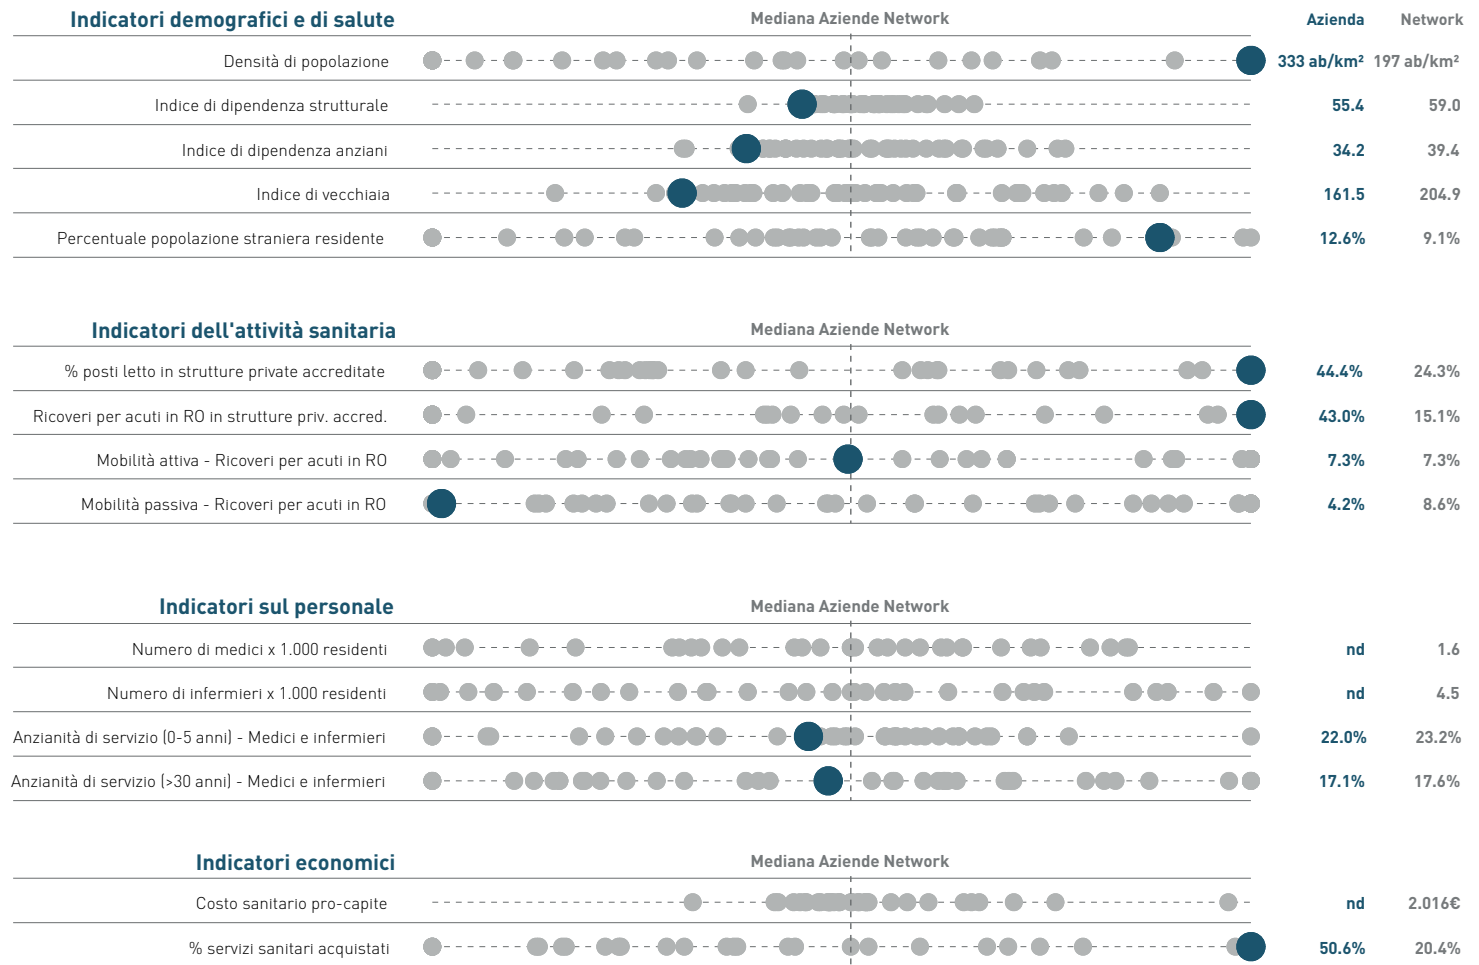 Indicatori demografici e di salute Mediana Aziende Network Azienda Network
Densità di popolazione 333 ab/km² 197 ab/km²
Indice di dipendenza strutturale 55.4 59.0
Indice di dipendenza anziani 34.2 39.4
Indice di vecchiaia 161.5 204.9
Percentuale popolazione straniera residente 12.6% 9.1%
Indicatori dell'attività sanitaria Mediana Aziende Network
% posti letto in strutture private accreditate 44.4% 24.3%
Ricoveri per acuti in RO in strutture priv. accred. 43.0% 15.1%
Mobilità attiva - Ricoveri per acuti in RO 7.3% 7.3%
Mobilità passiva - Ricoveri per acuti in RO 4.2% 8.6%
Indicatori sul personale Mediana Aziende Network
Numero di medici x 1.000 residenti nd 1.6
Numero di infermieri x 1.000 residenti nd 4.5
Anzianità di servizio (0-5 anni) - Medici e infermieri 22.0% 23.2%
Anzianità di servizio (>30 anni) - Medici e infermieri 17.1% 17.6%
Indicatori economici Mediana Aziende Network
Costo sanitario pro-capite nd 2.016€
% servizi sanitari acquistati 50.6% 20.4%